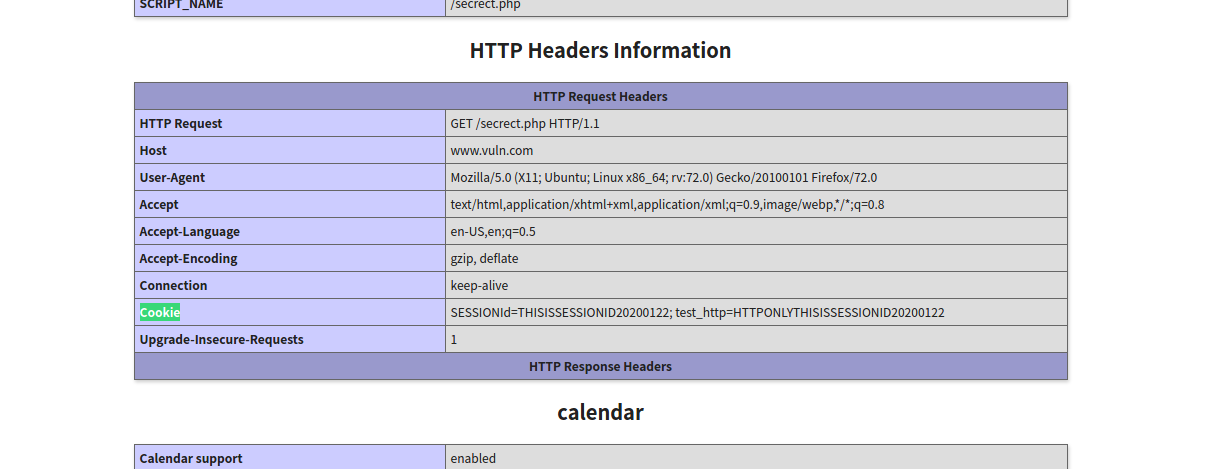 SCRIPT_NAME /secrect.php
HTTP Headers Information
HTTP Request Headers
HTTP Request GET /secrect.php HTTP/1.1
Host www.vuln.com
User-Agent Mozilla/5.0 (X11; Ubuntu; Linux x86_64; rv:72.0) Gecko/20100101 Firefox/72.0
Accept text/html,application/xhtml+xml,application/xml;q=0.9,image/webp,*/*;q=0.8
Accept-Language en-US,en;q=0.5
Accept-Encoding gzip, deflate
Connection keep-alive
Cookie SESSIONId=THISISSESSIONID20200122; test_http=HTTPONLYTHISISSESSIONID20200122
Upgrade-Insecure-Requests 1
HTTP Response Headers
calendar
Calendar support enabled